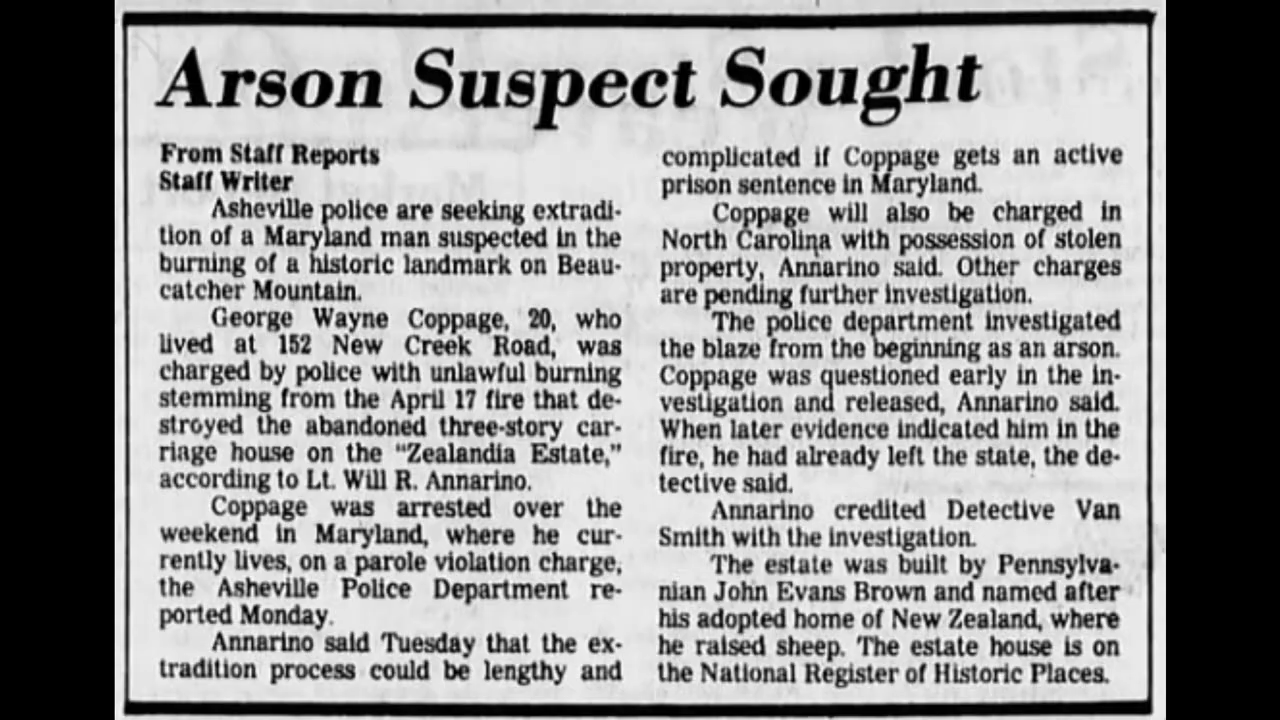 Arson Suspect Sought
From Staff Reports
Staff Writer
Asheville police are seeking extradi-
tion of a Maryland man suspected in the
burning of a historic landmark on Beau-
catcher Mountain.
George Wayne Coppage, 20, who
lived at 152 New Creek Road, was
charged by police with unlawful burning
stemming from the April 17 fire that de-
stroyed the abandoned three-story car-
riage house on the “Zealandia Estate,”
according to Lt. Will R. Annarino.
Coppage was arrested over the
weekend in Maryland, where he cur-
rently lives, on a parole violation charge,
the Asheville Police Department re-
ported Monday.
Annarino said Tuesday that the ex-
tradition process could be lengthy and
complicated if Coppage gets an active
prison sentence in Maryland.
Coppage will also be charged in
North Carolina with possession of stolen
property, Annarino said. Other charges
are pending further investigation.
The police department investigated
the blaze from the beginning as an arson.
Coppage was questioned early in the in-
vestigation and released, Annarino said.
When later evidence indicated him in the
fire, he had already left the state, the de-
tective said.
Annarino credited Detective Van
Smith with the investigation.
The estate was built by Pennsylva-
nian John Evans Brown and named after
his adopted home of New Zealand, where
he raised sheep. The estate house is on
the National Register of Historic Places.